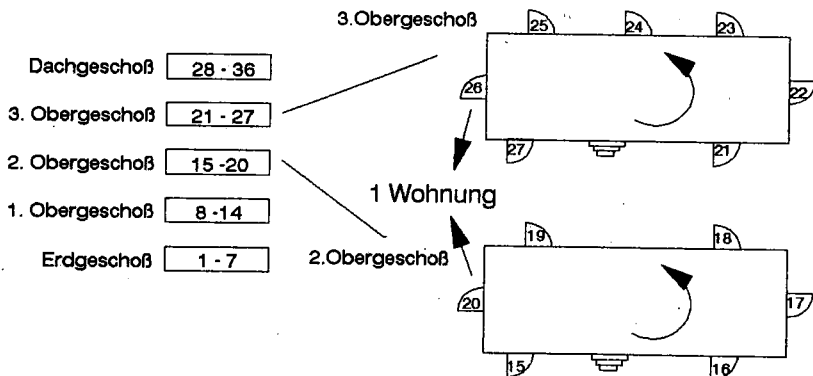 3.Obergeschoß
25 24 23
Dachgeschoß 28 - 36
26 22
3. Obergeschoß 21 - 27
27 21
2. Obergeschoß 15 -20
1 Wohnung
1. Obergeschoß 8 -14
19 18
Erdgeschoß 1 - 7
2.Obergeschoß
20 17
15 16